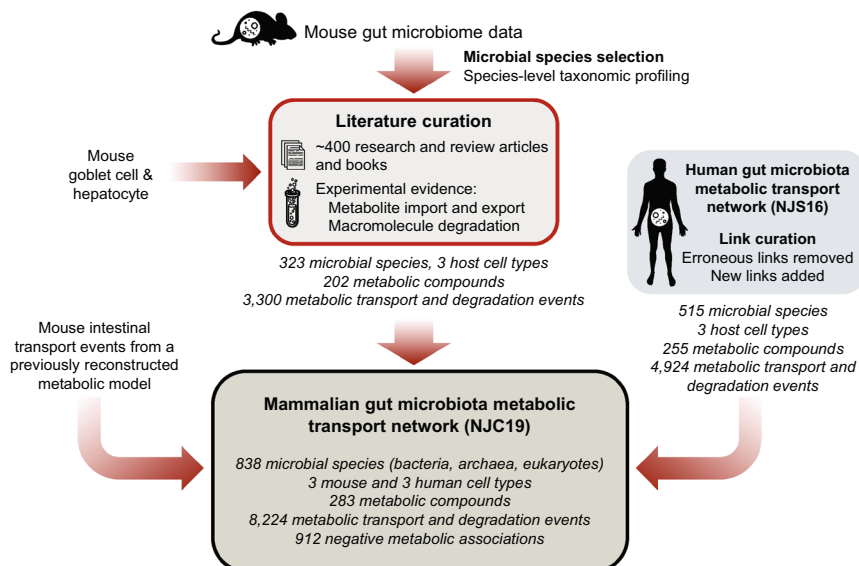 Mouse gut microbiome data
Microbial species selection
Species-level taxonomic profiling
Literature curation
~400 research and review articles
and books
Experimental evidence:
Metabolite import and export
Macromolecule degradation
Mouse
goblet cell &
hepatocyte
Human gut microbiota
metabolic transport
network (NJS16)
Link curation
Erroneous links removed
New links added
323 microbial species, 3 host cell types
202 metabolic compounds
3,300 metabolic transport and degradation events
515 microbial species
3 host cell types
255 metabolic compounds
4,924 metabolic transport and
degradation events
Mouse intestinal
transport events from a
previously reconstructed
metabolic model
Mammalian gut microbiota metabolic
transport network (NJC19)
838 microbial species (bacteria, archaea, eukaryotes)
3 mouse and 3 human cell types
283 metabolic compounds
8,224 metabolic transport and degradation events
912 negative metabolic associations